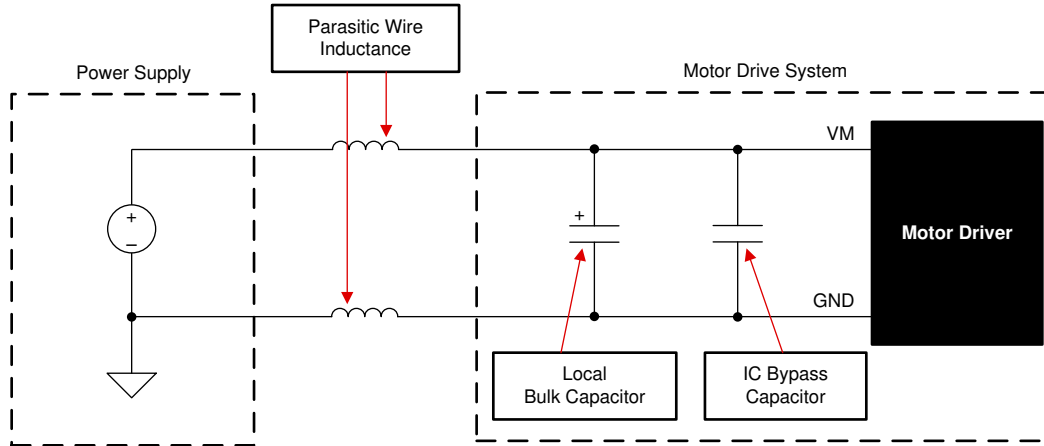 Parasitic Wire
Inductance
Power Supply
Motor Drive System
VM
+
–
+
Motor Driver
GND
Local
Bulk Capacitor
IC Bypass
Capacitor